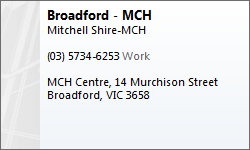 Broadford - MCH
Mitchell Shire-MCH
(03) 5734-6253 Work
MCH Centre, 14 Murchison Street
Broadford, VIC 3658